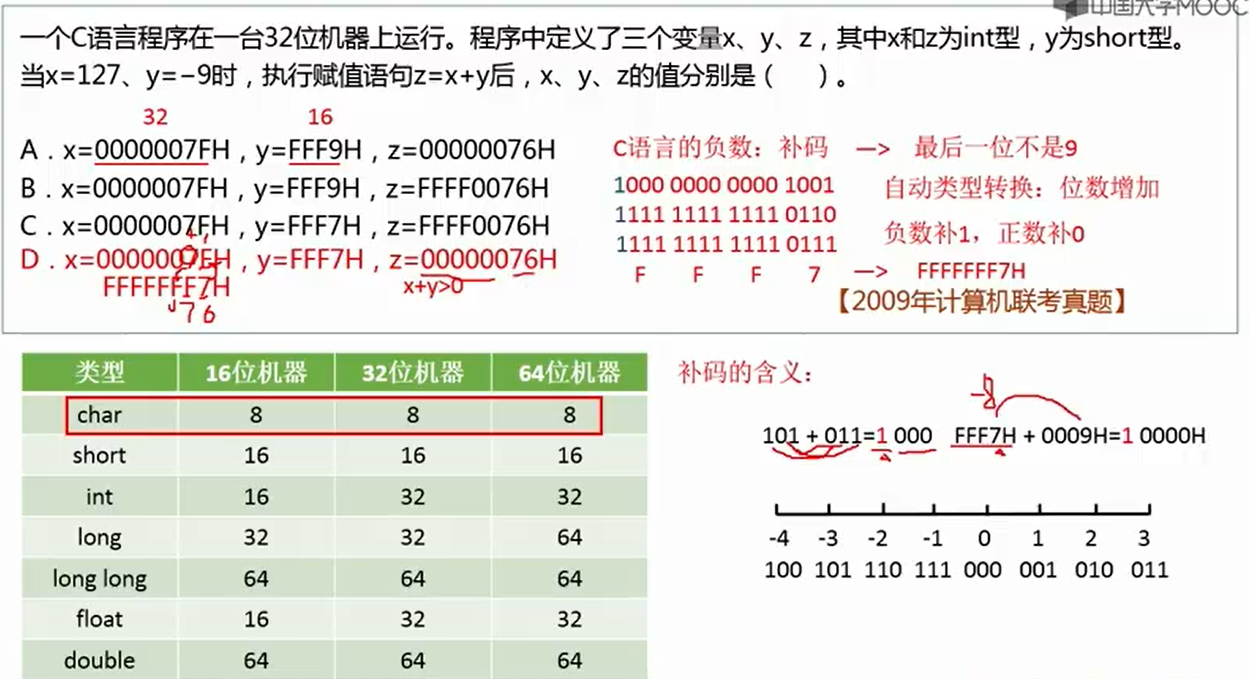 中国大学MOOC
一个C语言程序在一台32位机器上运行。程序中定义了三个变量x、y、z，其中x和z为int型，y为short型。
当x=127、y=−9时，执行赋值语句z=x+y后，x、y、z的值分别是（　　）。
32 16
A．x=0000007FH，y=FFF9H，z=00000076H
B．x=0000007FH，y=FFF9H，z=FFFF0076H
C．x=0000007FH，y=FFF7H，z=FFFF0076H
D．x=0000007FH，y=FFF7H，z=00000076H
FFFFFFF7H x+y>0
76
C语言的负数：补码 —> 最后一位不是9
1000 0000 0000 1001 自动类型转换：位数增加
1111 1111 1111 0110
负数补1，正数补0
1111 1111 1111 0111
F F F 7 —> FFFFFFF7H
【2009年计算机联考真题】
类型 16位机器 32位机器 64位机器
char 8 8 8
short 16 16 16
int 16 32 32
long 32 32 64
long long 64 64 64
float 16 32 32
double 64 64 64
补码的含义：
101 + 011=1 000 FFF7H + 0009H=1 0000H
-4 -3 -2 -1 0 1 2 3
100 101 110 111 000 001 010 011